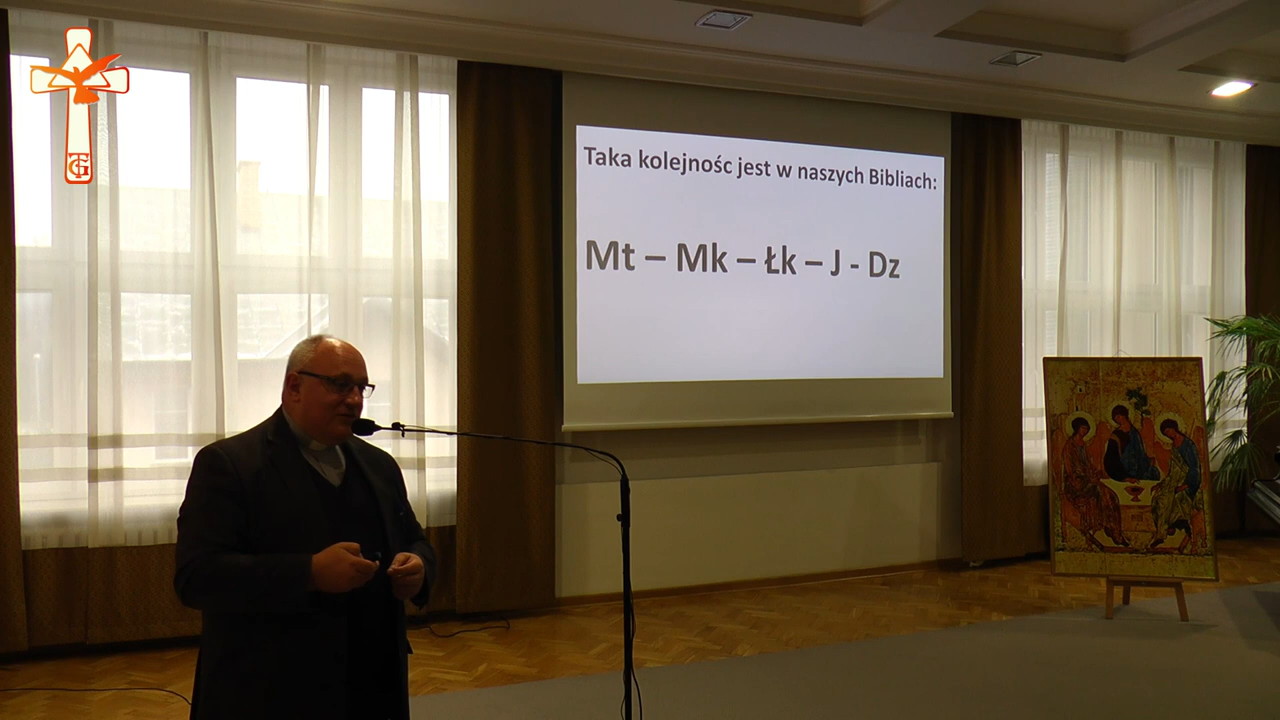 Taka kolejnośc jest w naszych Bibliach:
Mt – Mk – Łk – J - Dz